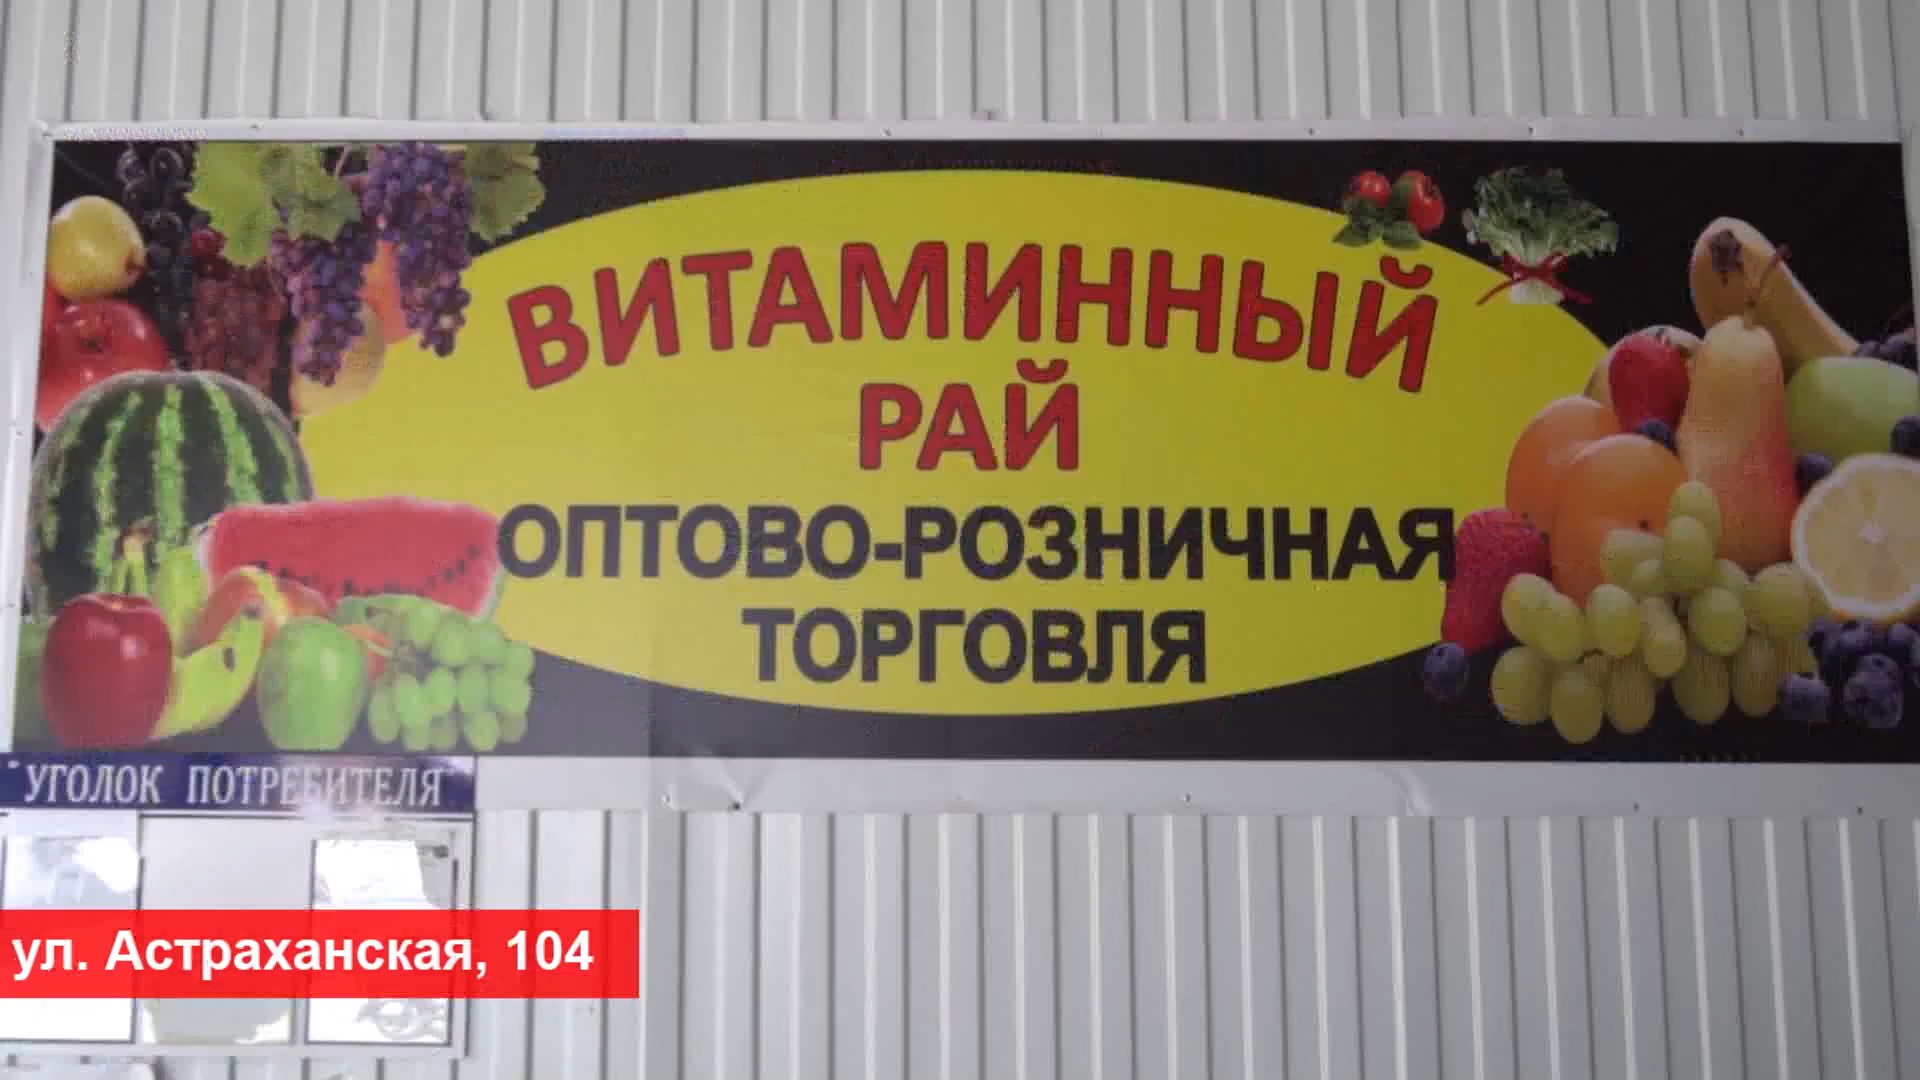 ВИТАМИННЫЙ
РАЙ
ОПТОВО-РОЗНИЧНАЯ
ТОРГОВЛЯ
"УГОЛОК ПОТРЕБИТЕЛЯ"
ул. Астраханская, 104